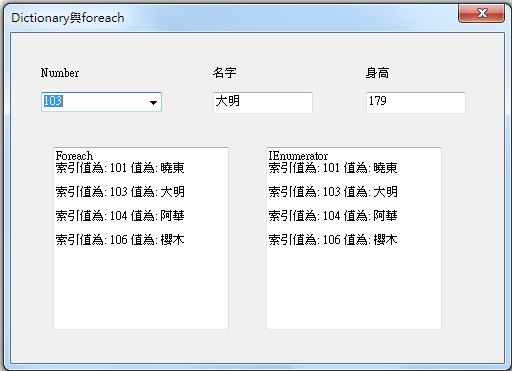 Dictionary與foreach
Number 名字 身高
103 大明 179
Foreach
索引值為: 101 值為: 曉東
索引值為: 103 值為: 大明
索引值為: 104 值為: 阿華
索引值為: 106 值為: 櫻木
IEnumerator
索引值為: 101 值為: 曉東
索引值為: 103 值為: 大明
索引值為: 104 值為: 阿華
索引值為: 106 值為: 櫻木